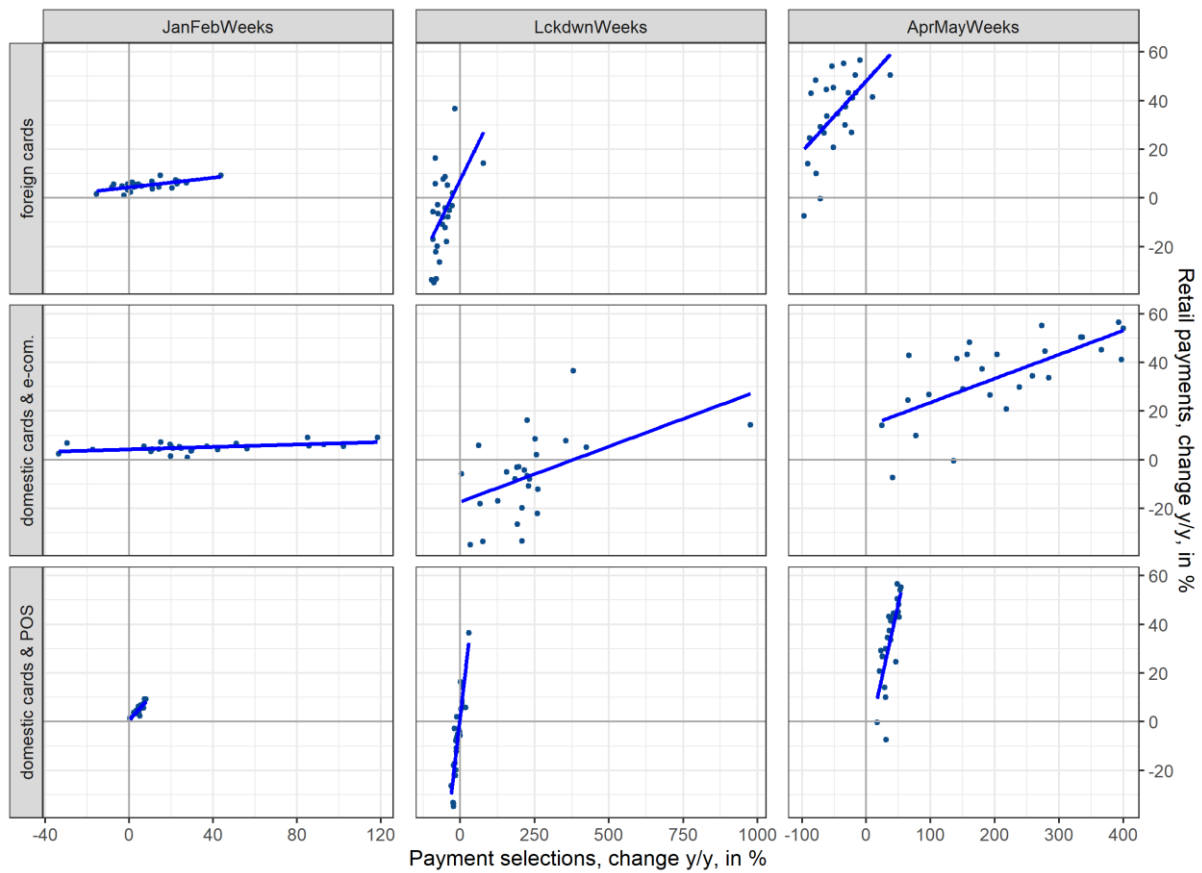 JanFebWeeks LckdwnWeeks AprMayWeeks
foreign cards
60
40
20
0
-20
domestic cards & e-com.
60
40
20
0
-20
domestic cards & POS
60
40
20
0
-20
Retail payments, change y/y, in %
-40 0 40 80 120 0 250 500 750 1000 -100 0 100 200 300 400
Payment selections, change y/y, in %